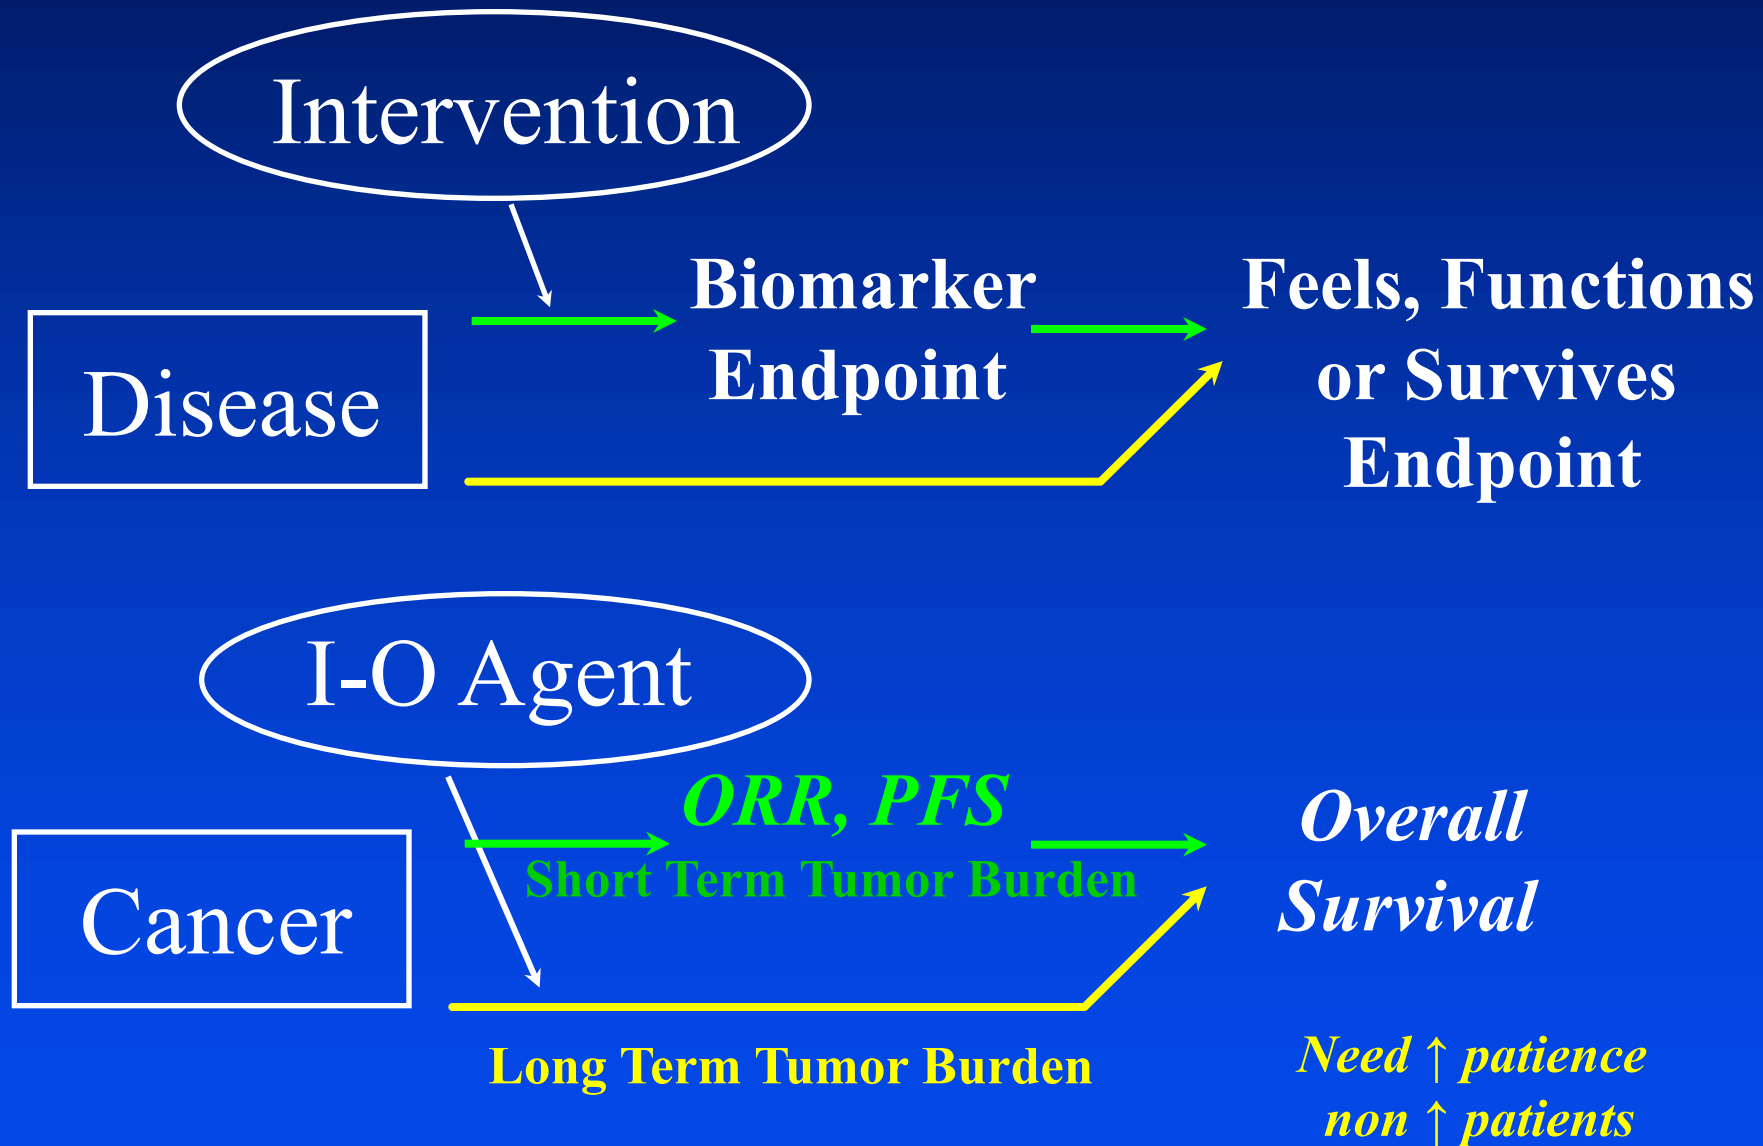 Intervention
Biomarker
Endpoint
Feels, Functions
or Survives
Endpoint
Disease
I-O Agent
ORR, PFS
Short Term Tumor Burden
Overall
Survival
Cancer
Long Term Tumor Burden
Need ↑ patience
non ↑ patients